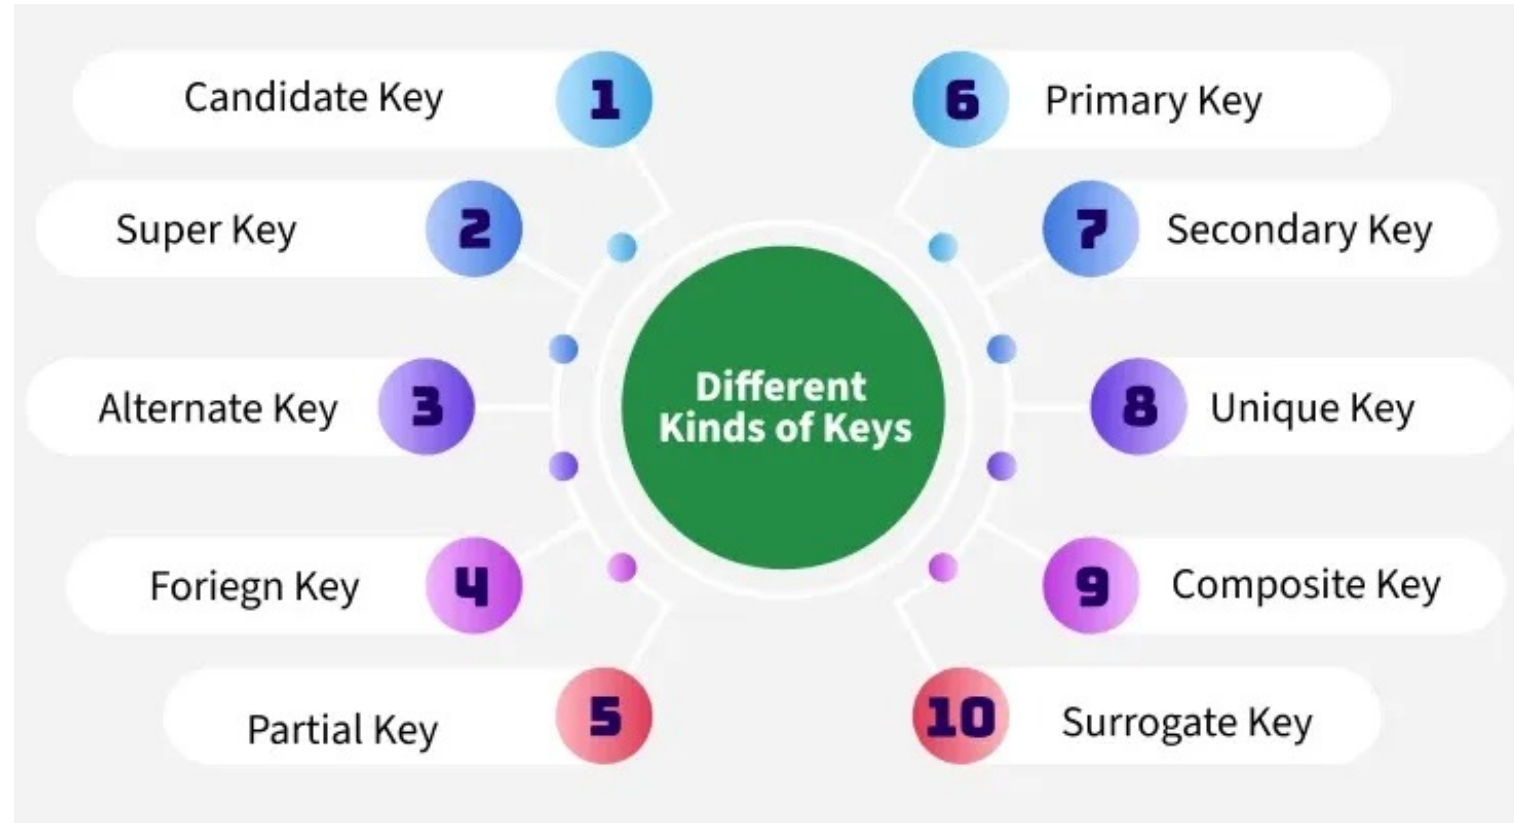 Candidate Key
1
Super Key
2
Alternate Key
3
Foriegn Key
4
Partial Key
5
Different
Kinds of Keys
6
Primary Key
7
Secondary Key
8
Unique Key
9
Composite Key
10
Surrogate Key